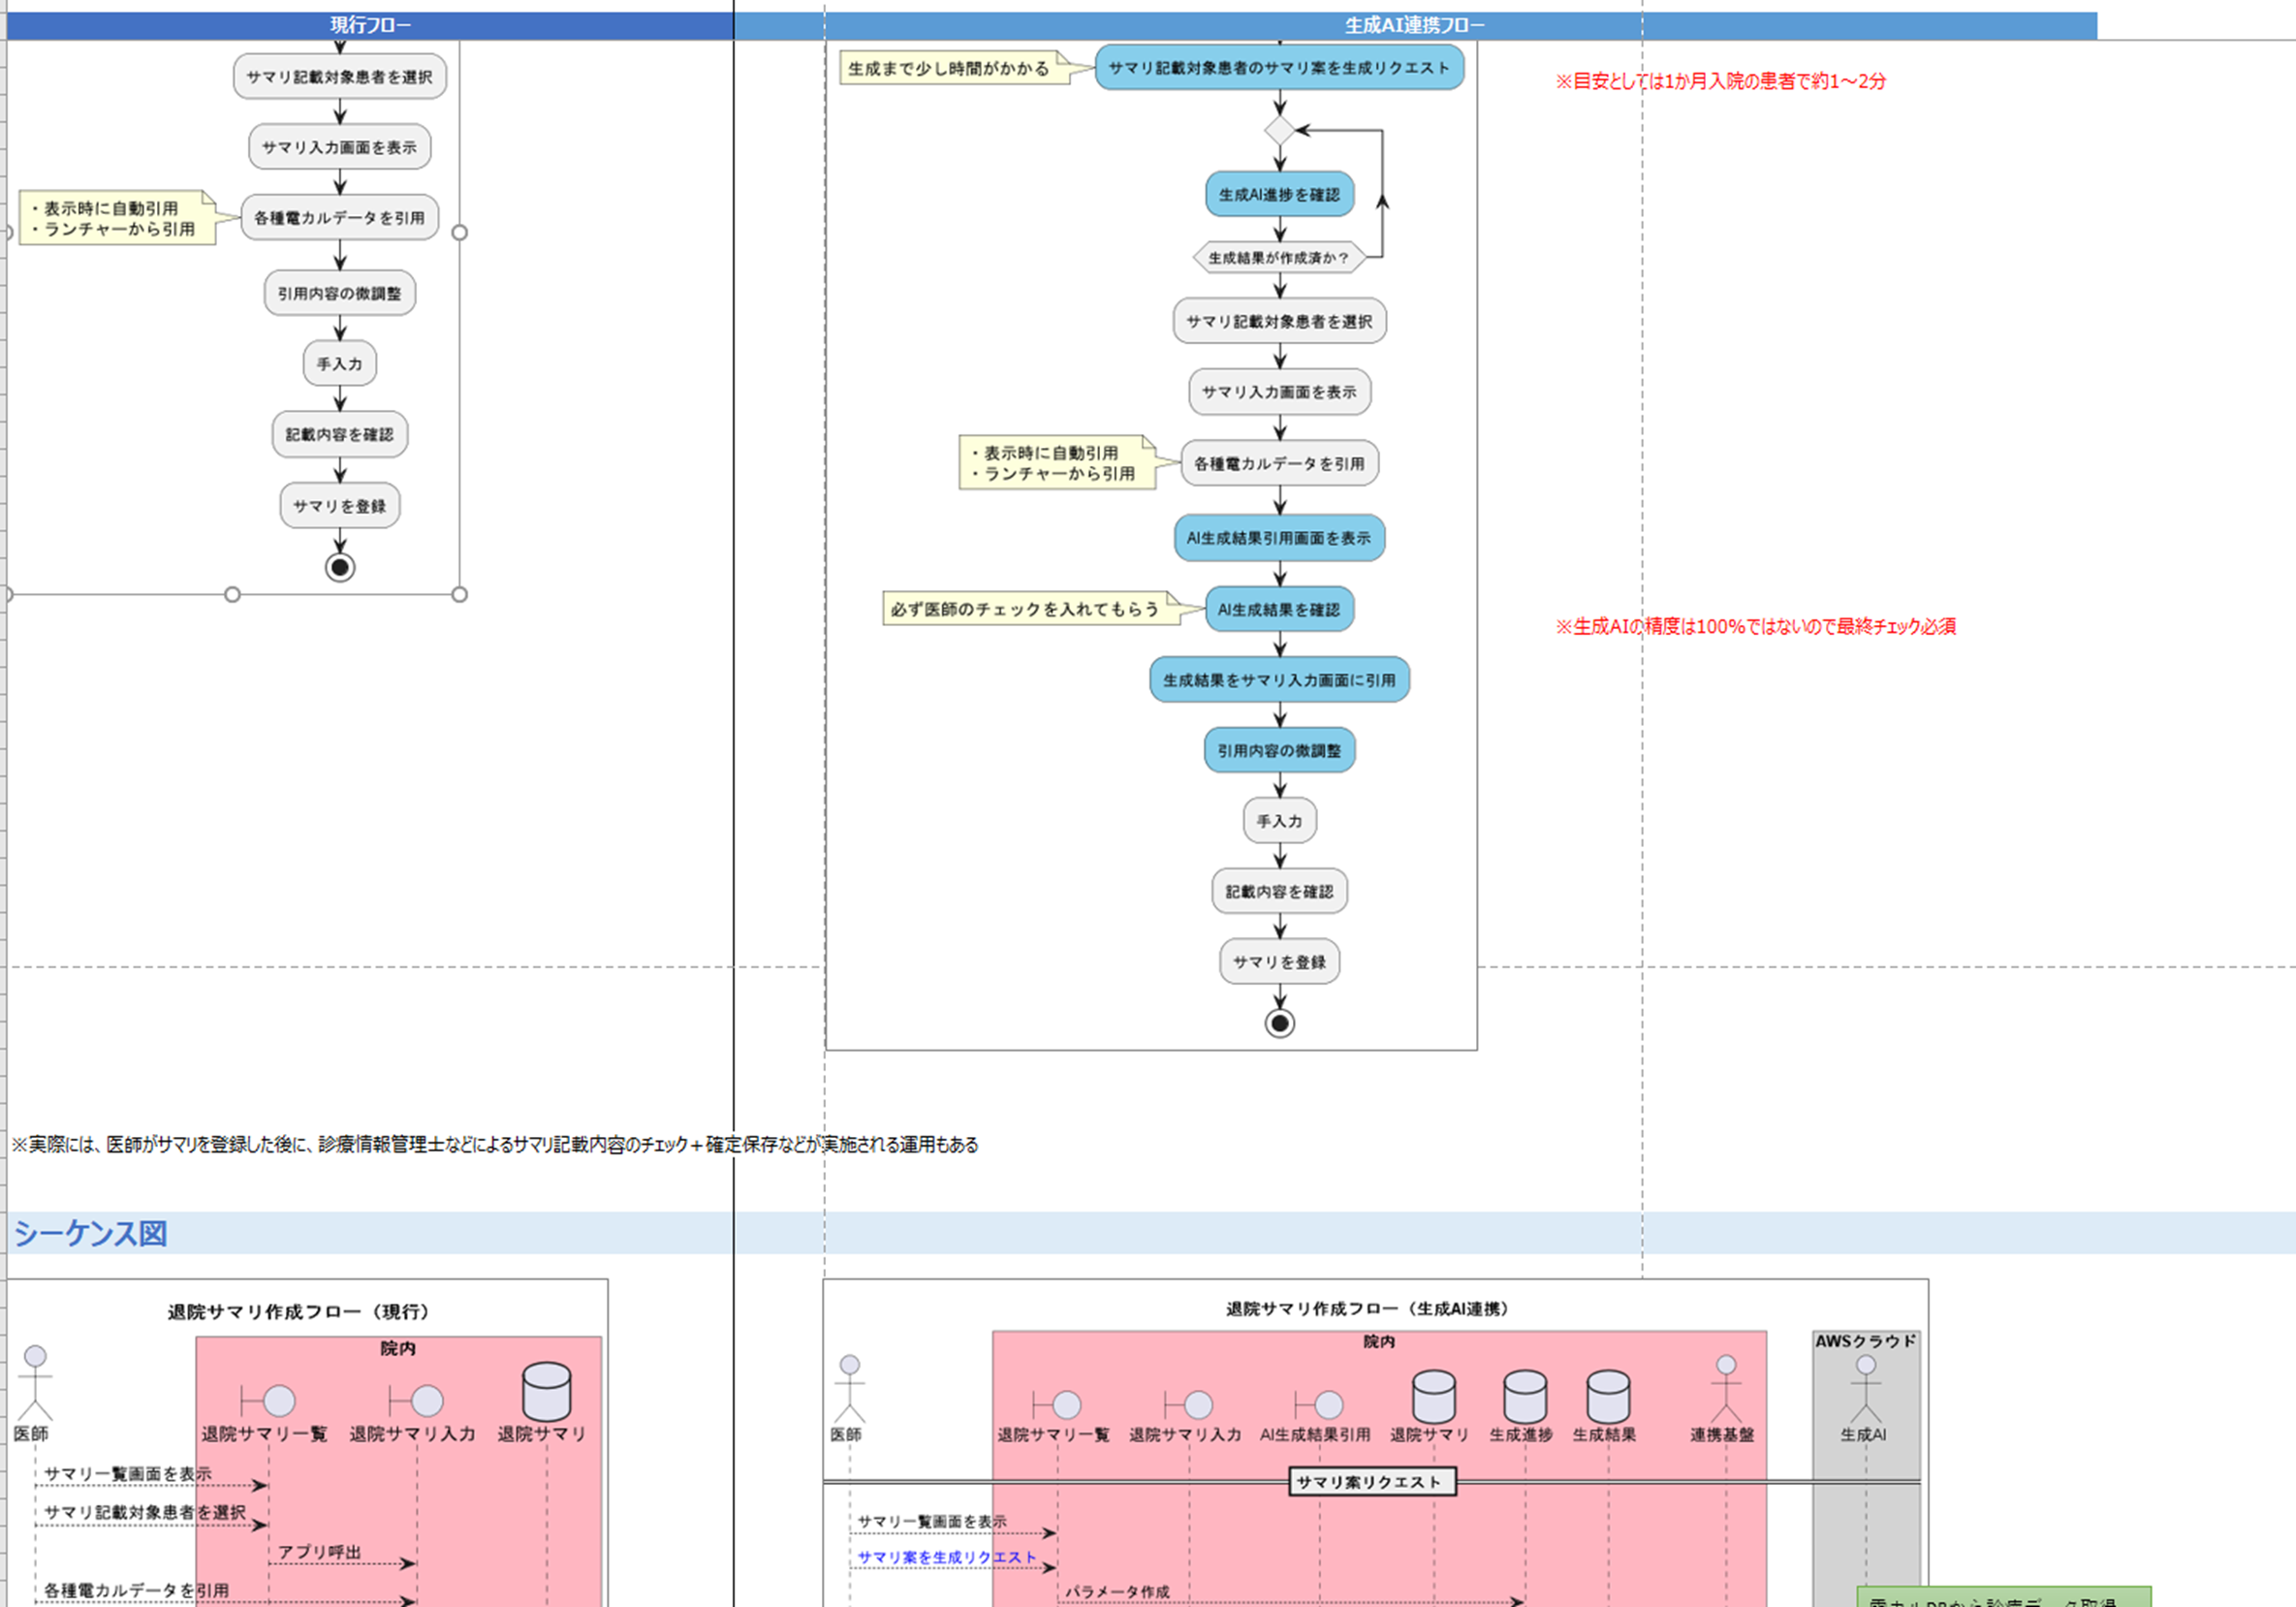 現行フロー
生成AI連携フロー
サマリ記載対象患者を選択
サマリ入力画面を表示
・表示時に自動引用
・ランチャーから引用
各種電カルデータを引用
引用内容の微調整
手入力
記載内容を確認
サマリを登録
生成まで少し時間がかかる
サマリ記載対象患者のサマリ案を生成リクエスト
※目安としては1か月入院の患者で約1～2分
生成AI進捗を確認
生成結果が作成済か？
サマリ記載対象患者を選択
サマリ入力画面を表示
・表示時に自動引用
・ランチャーから引用
各種電カルデータを引用
AI生成結果引用画面を表示
必ず医師のチェックを入れてもらう
AI生成結果を確認
※生成AIの精度は100%ではないので最終チェック必須
生成結果をサマリ入力画面に引用
引用内容の微調整
手入力
記載内容を確認
サマリを登録
※実際には、医師がサマリを登録した後に、診療情報管理士などによるサマリ記載内容のチェック＋確定保存などが実施される運用もある
シーケンス図
退院サマリ作成フロー（現行）
院内
医師
退院サマリ一覧
退院サマリ入力
退院サマリ
サマリ一覧画面を表示
サマリ記載対象患者を選択
アプリ呼出
各種電カルデータを引用
退院サマリ作成フロー（生成AI連携）
院内
AWSクラウド
医師
退院サマリ一覧
退院サマリ入力
AI生成結果引用
退院サマリ
生成進捗
生成結果
連携基盤
生成AI
サマリ案リクエスト
サマリ一覧画面を表示
サマリ案を生成リクエスト
パラメータ作成
電カルDBから診療データ取得